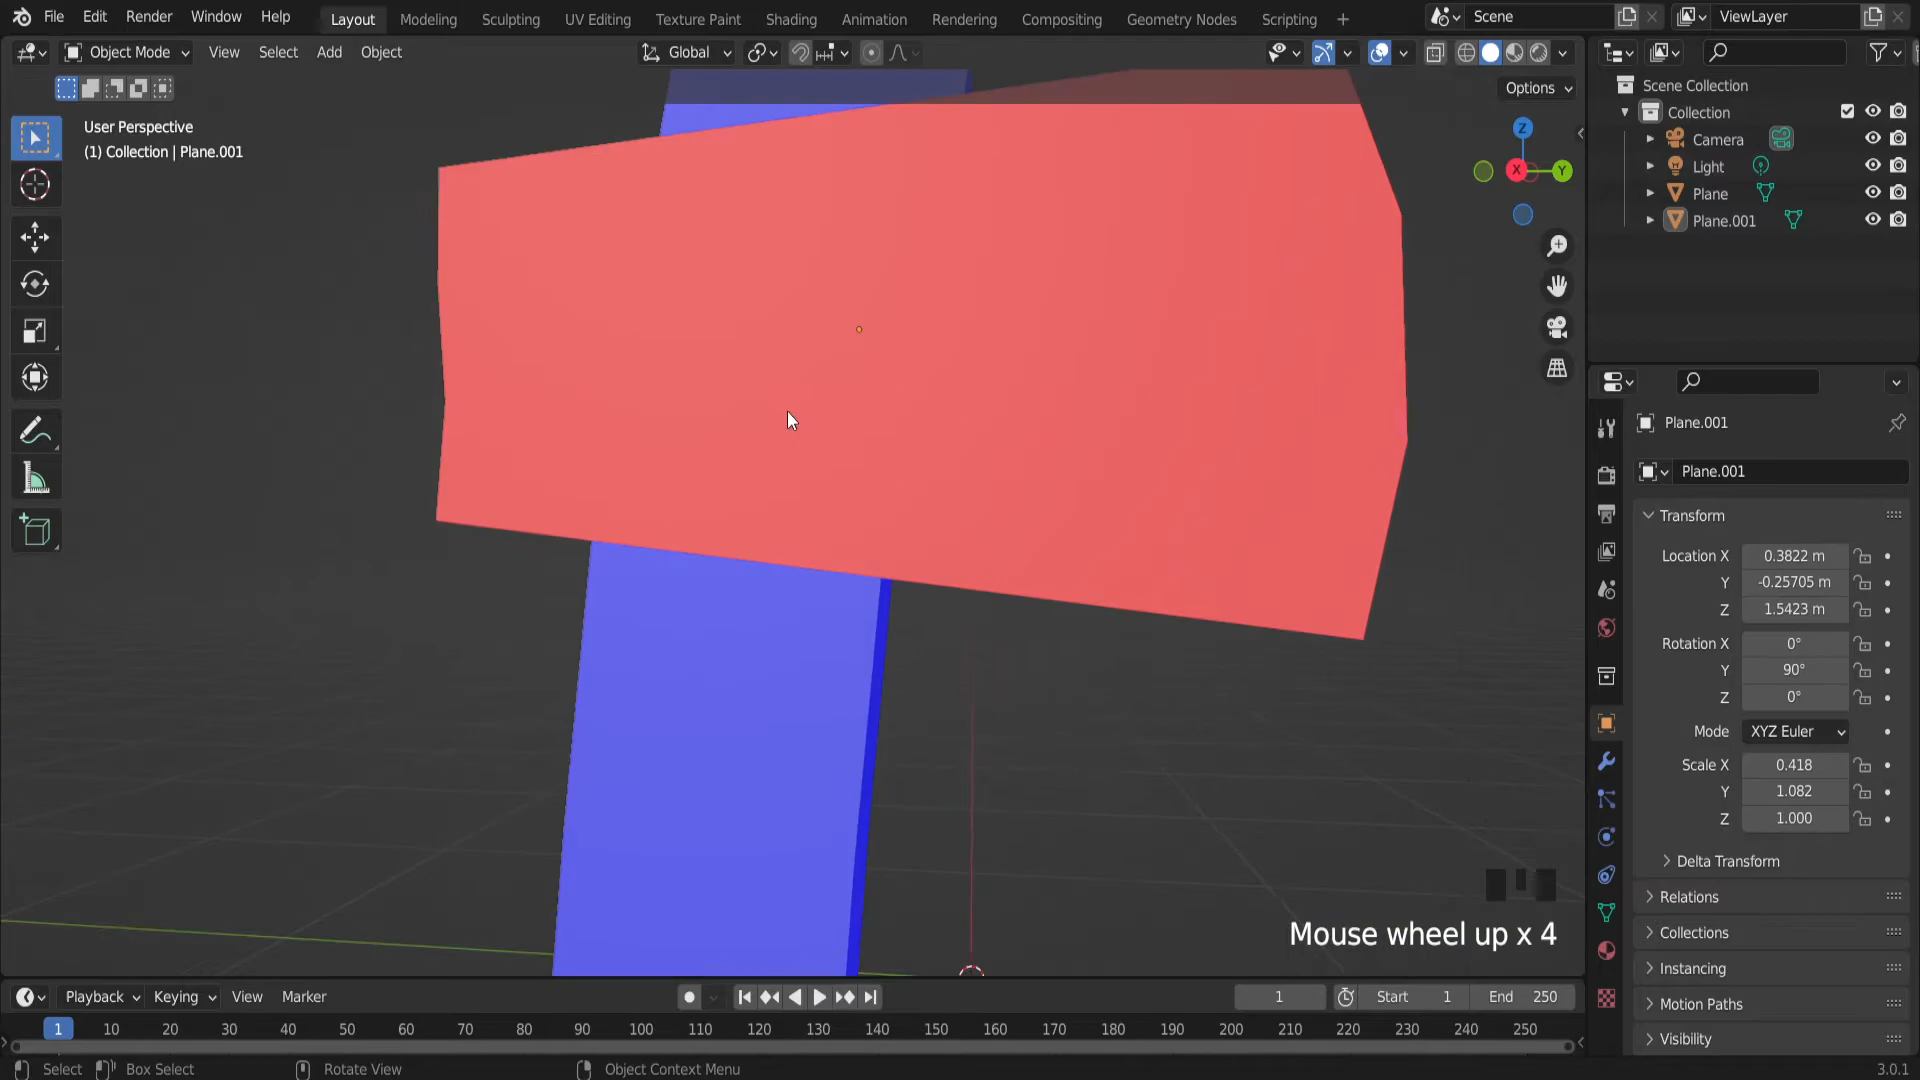 File Edit Render Window Help Layout Modeling Sculpting UV Editing Texture Paint Shading Animation Rendering Compositing Geometry Nodes Scripting + Scene ViewLayer
Object Mode View Select Add Object Global
Options
User Perspective
(1) Collection | Plane.001
Z
X
Y
Scene Collection
Collection
Camera
Light
Plane
Plane.001
Plane.001
Plane.001
Transform
Location X 0.3822 m
Y -0.25705 m
Z 1.5423 m
Rotation X 0°
Y 90°
Z 0°
Mode XYZ Euler
Scale X 0.418
Y 1.082
Z 1.000
Delta Transform
Relations
Collections
Instancing
Motion Paths
Visibility
Mouse wheel up x 4
Playback Keying View Marker 1 Start 1 End 250
1 10 20 30 40 50 60 70 80 90 100 110 120 130 140 150 160 170 180 190 200 210 220 230 240 250
Select Box Select Rotate View Object Context Menu 3.0.1